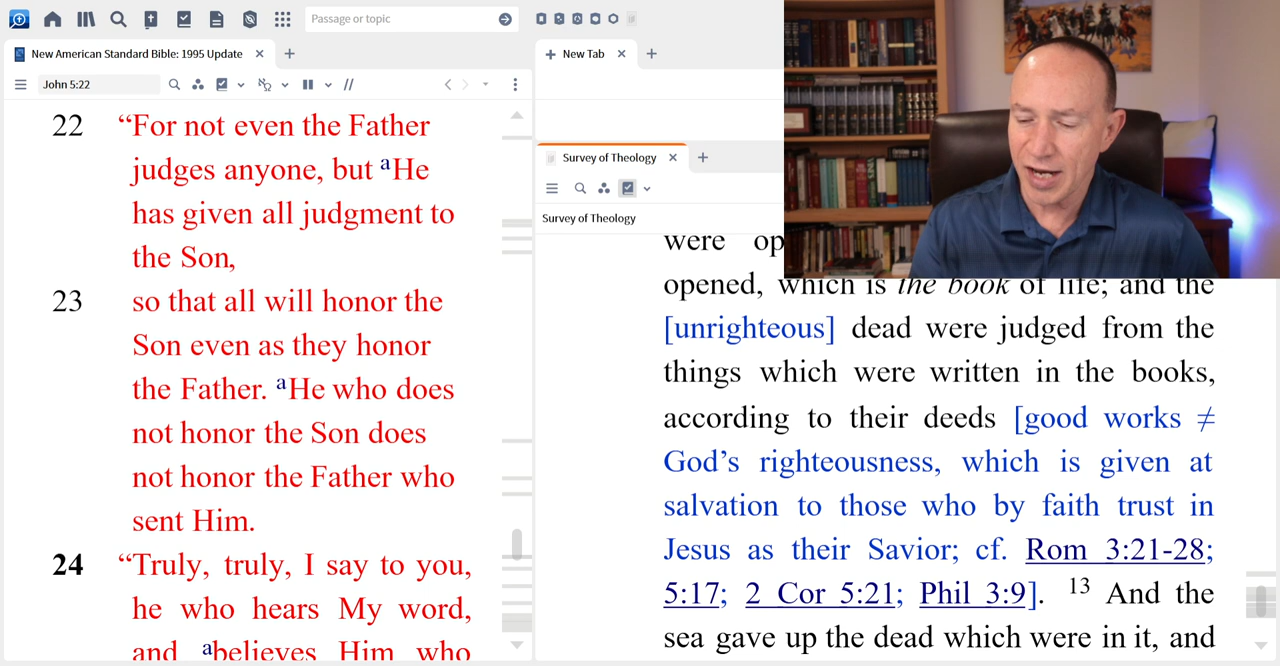 Passage or topic
New American Standard Bible: 1995 Update
New Tab
John 5:22
22 “For not even the Father
judges anyone, but aHe
has given all judgment to
the Son,
23 so that all will honor the
Son even as they honor
the Father. aHe who does
not honor the Son does
not honor the Father who
sent Him.
24 “Truly, truly, I say to you,
he who hears My word,
and abelieves Him who
Survey of Theology
Survey of Theology
were op
opened, which is the book of life; and the
[unrighteous] dead were judged from the
things which were written in the books,
according to their deeds [good works ≠
God’s righteousness, which is given at
salvation to those who by faith trust in
Jesus as their Savior; cf. Rom 3:21-28;
5:17; 2 Cor 5:21; Phil 3:9]. 13 And the
sea gave up the dead which were in it, and